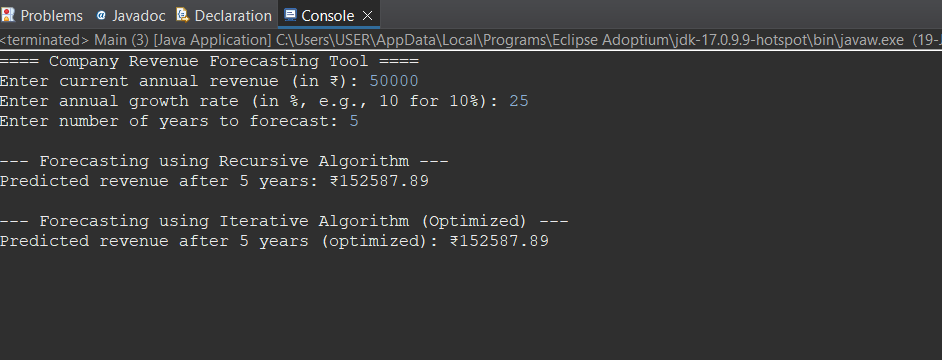 Problems @ Javadoc Declaration Console ×
<terminated> Main (3) [Java Application] C:\Users\USER\AppData\Local\Programs\Eclipse Adoptium\jdk-17.0.9.9-hotspot\bin\javaw.exe (19-
==== Company Revenue Forecasting Tool ====
Enter current annual revenue (in ₹): 50000
Enter annual growth rate (in %, e.g., 10 for 10%): 25
Enter number of years to forecast: 5
--- Forecasting using Recursive Algorithm ---
Predicted revenue after 5 years: ₹152587.89
--- Forecasting using Iterative Algorithm (Optimized) ---
Predicted revenue after 5 years (optimized): ₹152587.89